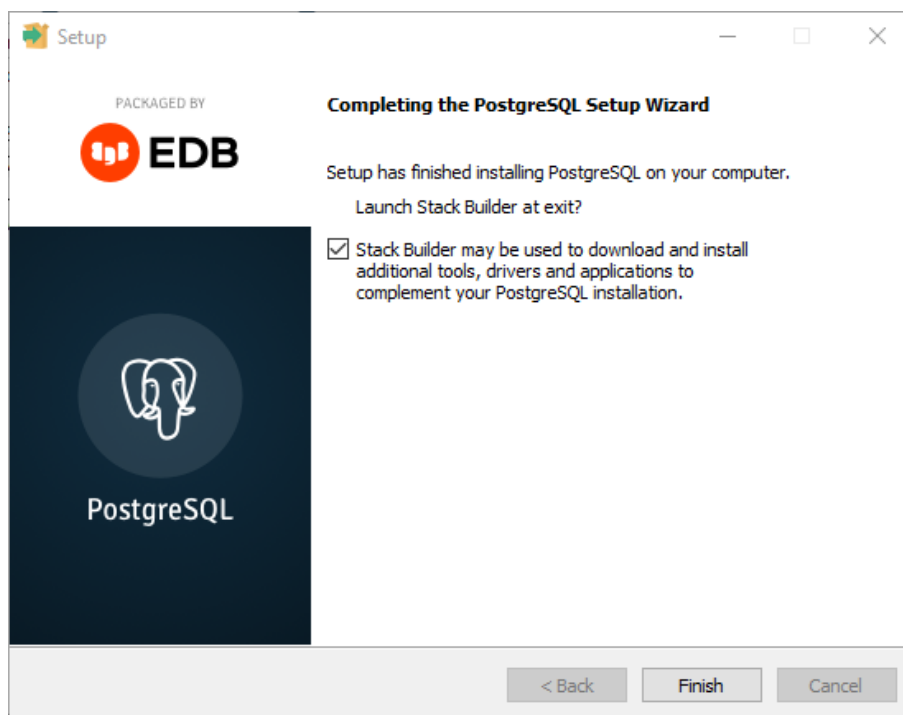 Setup
PACKAGED BY
EDB
PostgreSQL
Completing the PostgreSQL Setup Wizard
Setup has finished installing PostgreSQL on your computer.
Launch Stack Builder at exit?
Stack Builder may be used to download and install
additional tools, drivers and applications to
complement your PostgreSQL installation.
< Back
Finish
Cancel